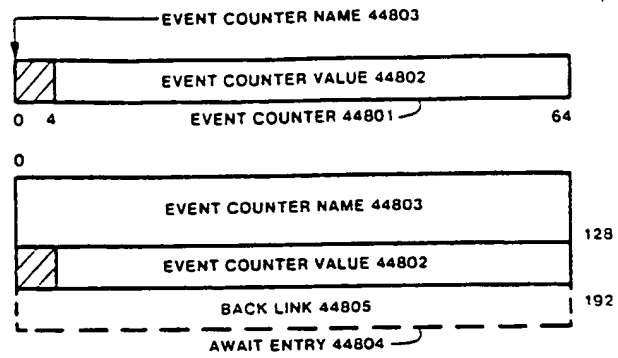 EVENT COUNTER NAME 44803
EVENT COUNTER VALUE 44802
0 4 EVENT COUNTER 44801 64
0
EVENT COUNTER NAME 44803
128
EVENT COUNTER VALUE 44802
BACK LINK 44805 192
AWAIT ENTRY 44804